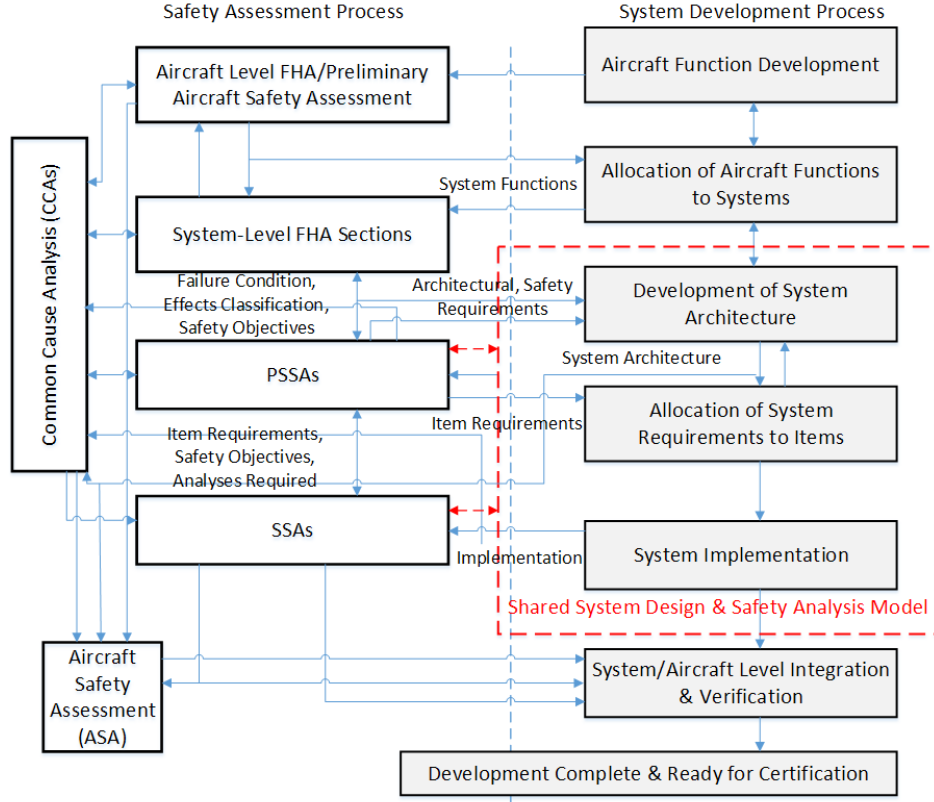 Safety Assessment Process
System Development Process
Aircraft Level FHA/Preliminary
Aircraft Safety Assessment
Aircraft Function Development
Common Cause Analysis (CCAs)
Allocation of Aircraft Functions
to Systems
System Functions
System-Level FHA Sections
Failure Condition,
Effects Classification,
Safety Objectives
Architectural, Safety
Requirements
Development of System
Architecture
System Architecture
PSSAs
Item Requirements
Allocation of System
Requirements to Items
Item Requirements,
Safety Objectives,
Analyses Required
SSAs
Implementation
System Implementation
Shared System Design & Safety Analysis Model
Aircraft
Safety
Assessment
(ASA)
System/Aircraft Level Integration
& Verification
Development Complete & Ready for Certification